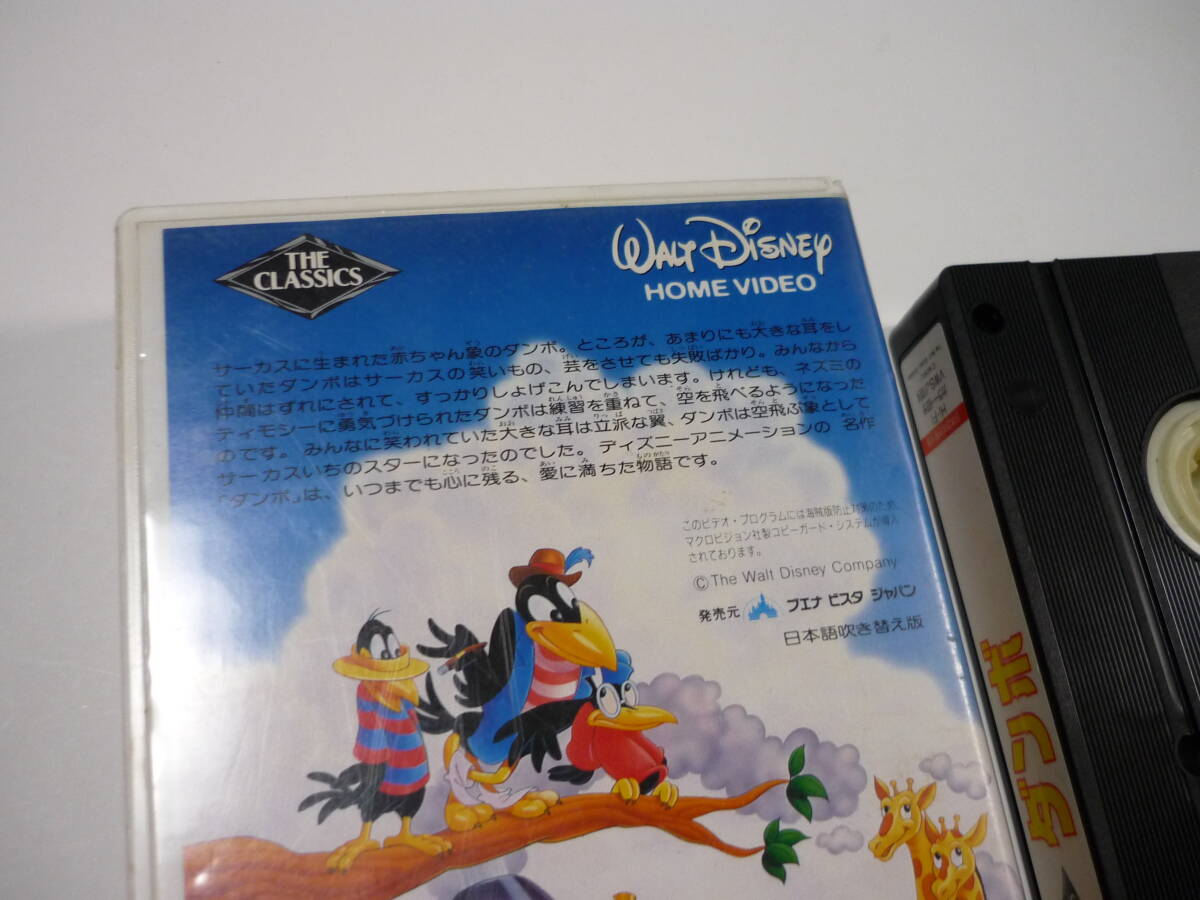 THE
CLASSICS
WALT DISNEY
HOME VIDEO
サーカスに生まれた赤ちゃん象のダンボ。ところが、あまりにも大きな耳をし
ていたダンボはサーカスの笑いもの、芸をさせても失敗ばかり。みんなから
仲間はずれにされて、すっかりしょげこんでしまいます。けれども、ネズミの
ティモシーに勇気づけられたダンボは練習を重ねて、空を飛べるようになった
のです。みんなに笑われていた大きな耳は立派な翼、ダンボは空飛ぶ象として
サーカスいちのスターになったのでした。ディズニーアニメーションの 名作
「ダンボ」は、いつまでも心に残る、愛に満ちた物語です。
このビデオ・プログラムには海賊版防止対策のため、
マクロビジョン社製コピーガード・システムが導入
されております。
© The Walt Disney Company
発売元 ブエナ ビスタ ジャパン
日本語吹き替え版
ダンボ